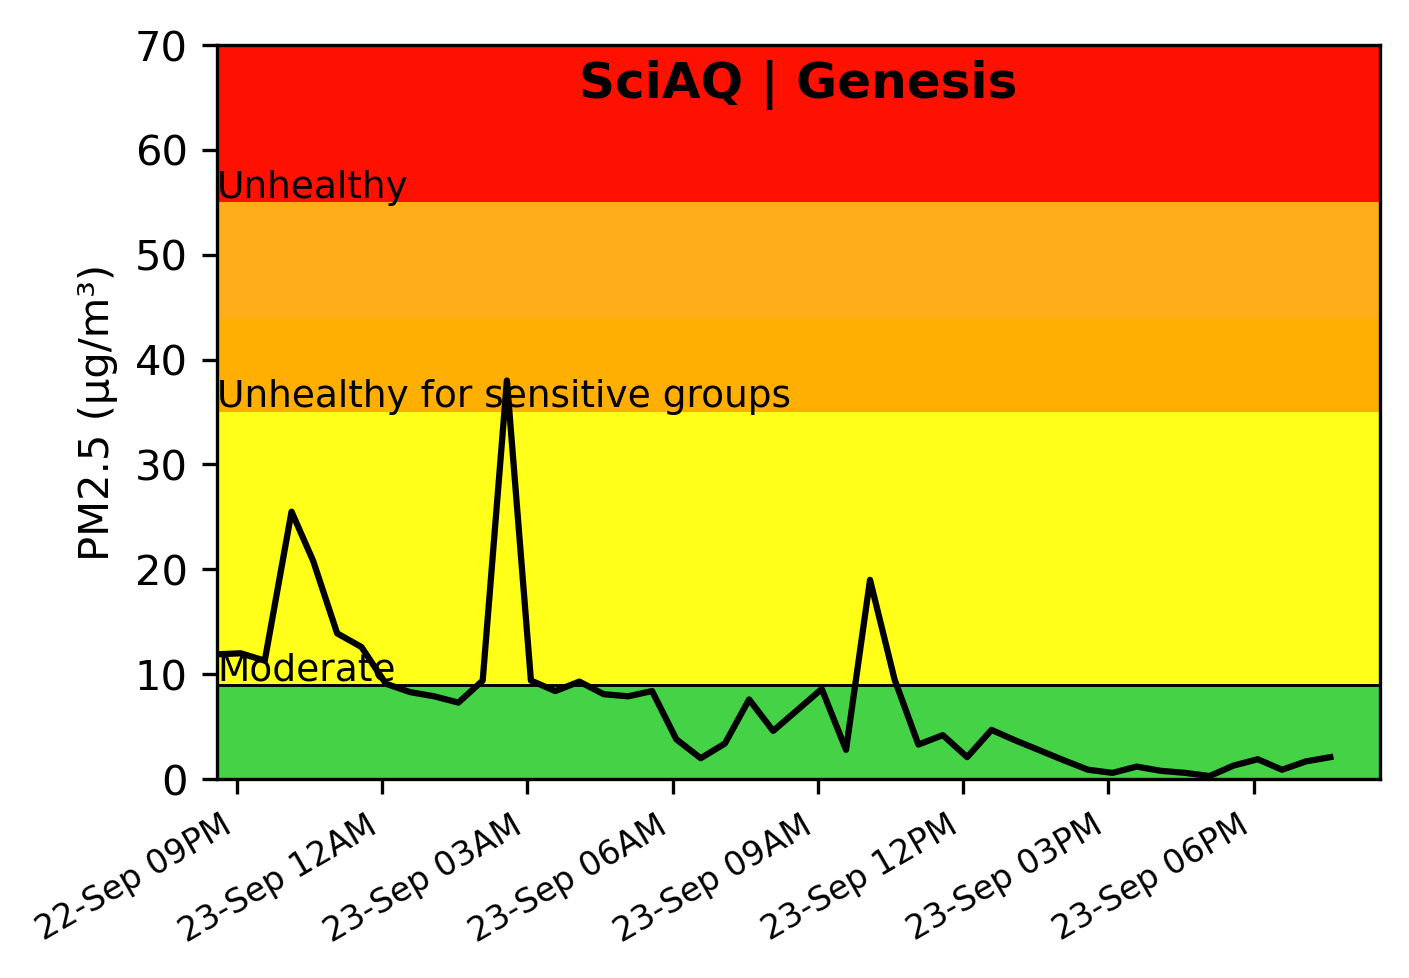 SciAQ | Genesis
PM2.5 (µg/m³)
70
60
50
40
30
20
10
0
Unhealthy
Unhealthy for sensitive groups
Moderate
22-Sep 09PM
23-Sep 12AM
23-Sep 03AM
23-Sep 06AM
23-Sep 09AM
23-Sep 12PM
23-Sep 03PM
23-Sep 06PM